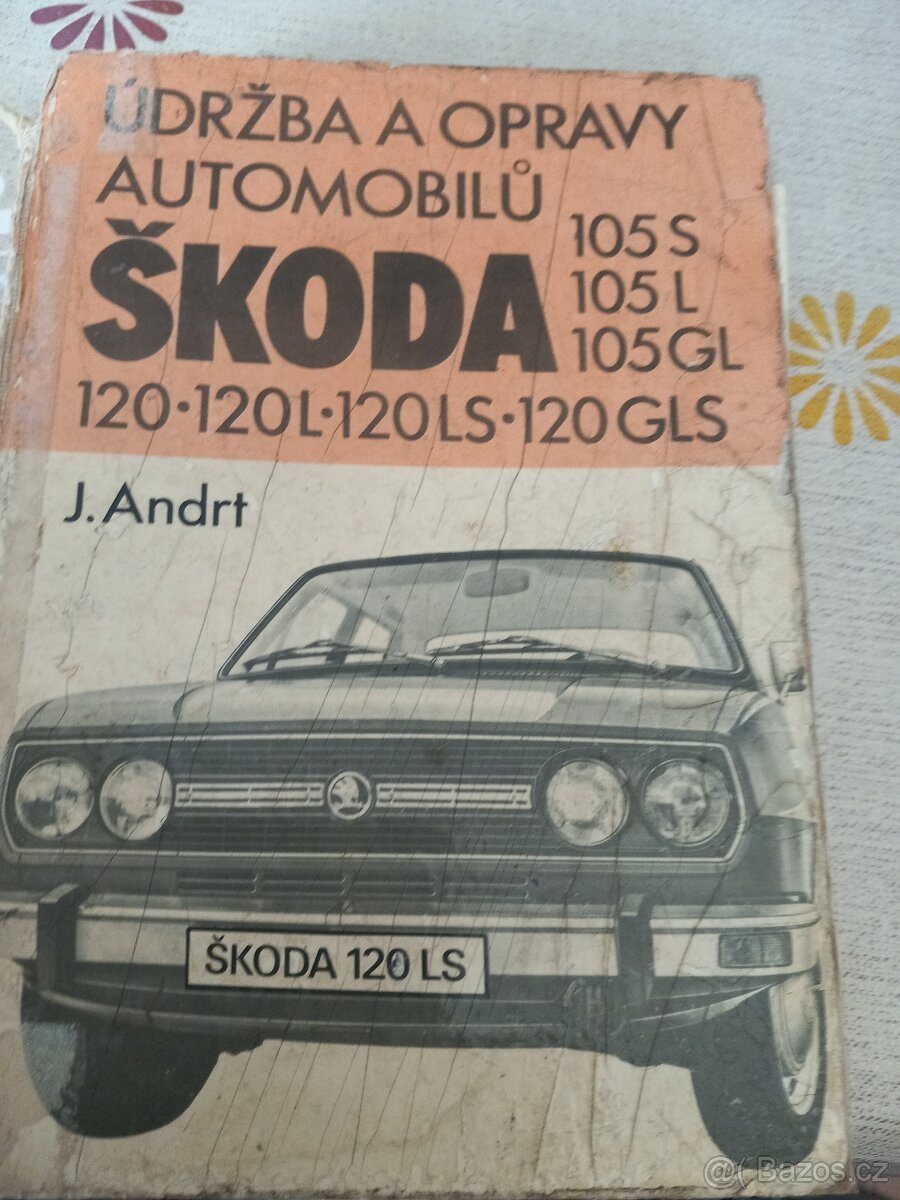 ÚDRŽBA A OPRAVY
AUTOMOBILŮ
ŠKODA
105 S
105 L
105 GL
120 · 120 L · 120 LS · 120 GLS
J. Andrt
ŠKODA 120 LS
Bazos.cz